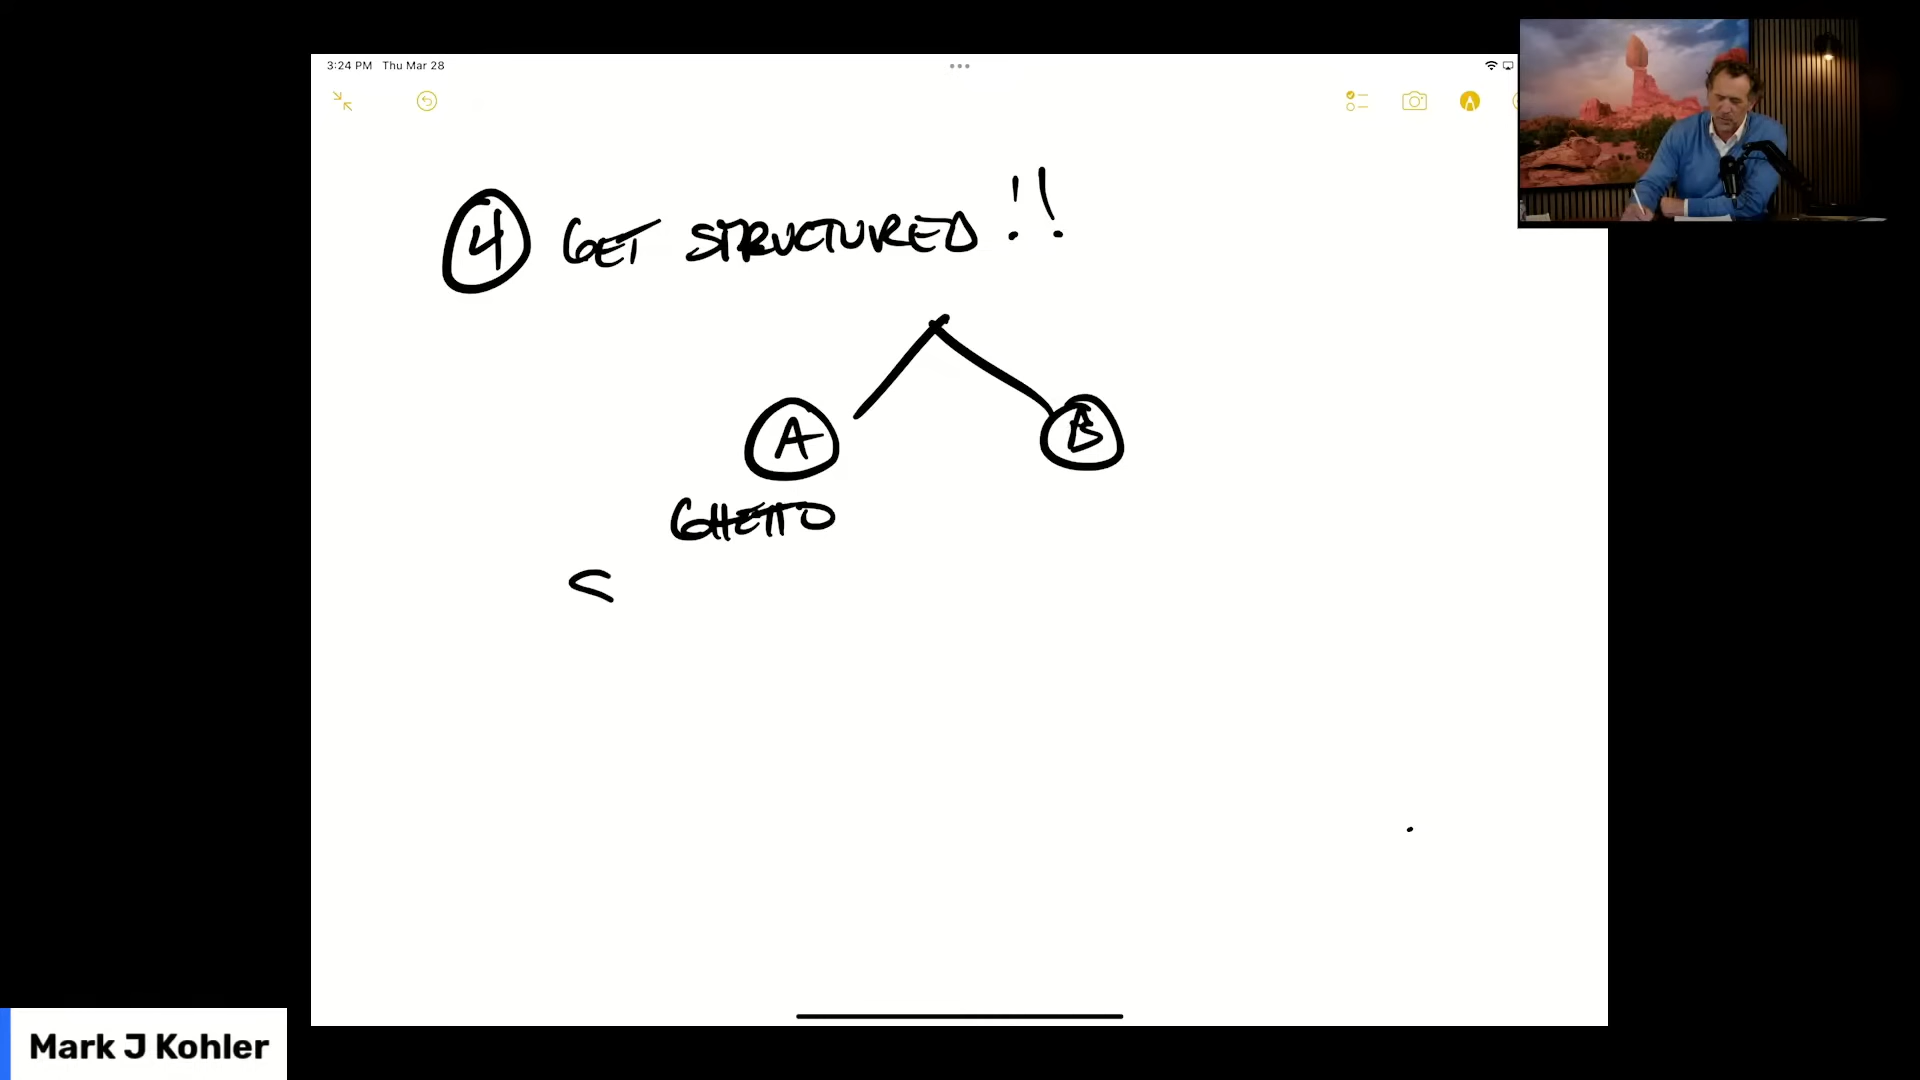 3:24 PM Thu Mar 28
4 GET STRUCTURED!!
A B
GHETTO
Mark J Kohler